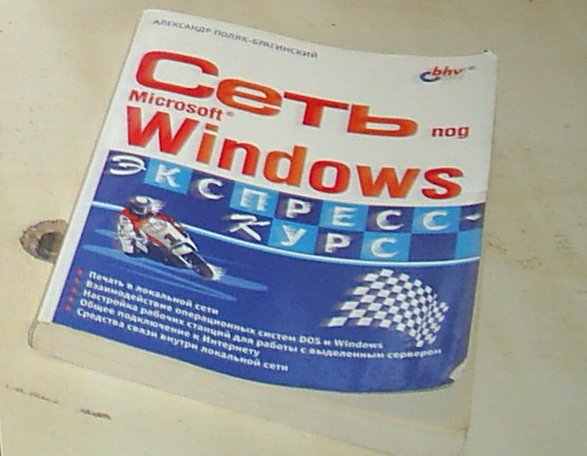 АЛЕКСАНДР ПОЛЯК-БРАГИНСКИЙ
bhv
Сеть под
Microsoft®
Windows
ЭКСПРЕСС-
КУРС
Печать в локальной сети
Взаимодействие операционных систем DOS и Windows
Настройка рабочих станций для работы с выделенным сервером
Общее подключение к Интернету
Средства связи внутри локальной сети